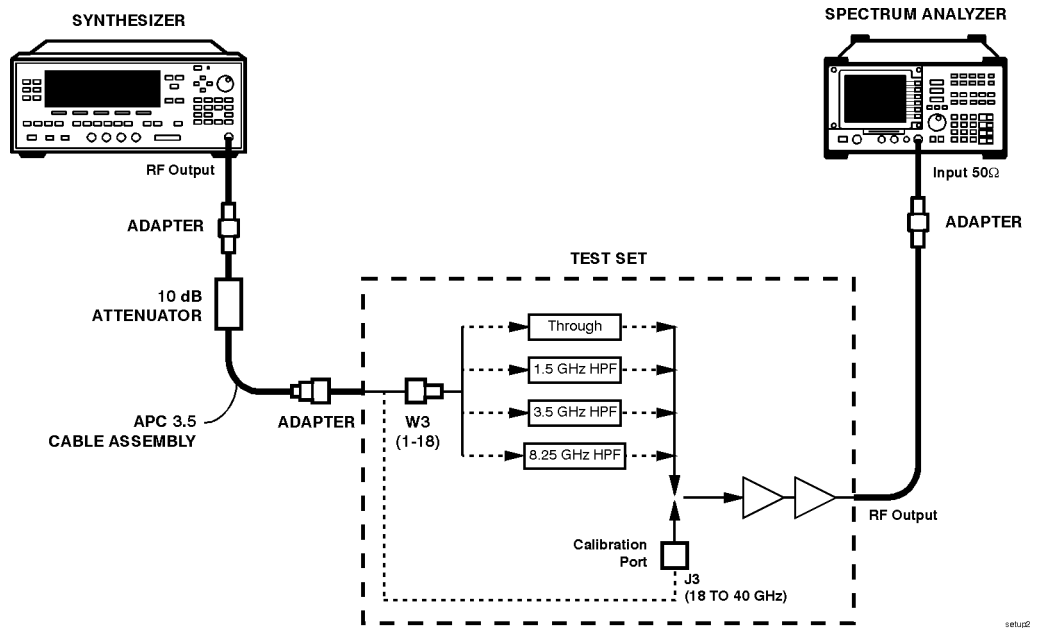 SYNTHESIZER
SPECTRUM ANALYZER
RF Output
Input 50Ω
ADAPTER
ADAPTER
TEST SET
10 dB
ATTENUATOR
Through
1.5 GHz HPF
3.5 GHz HPF
8.25 GHz HPF
APC 3.5
CABLE ASSEMBLY
ADAPTER
W3
(1-18)
RF Output
Calibration
Port
J3
(18 TO 40 GHz)
setup2